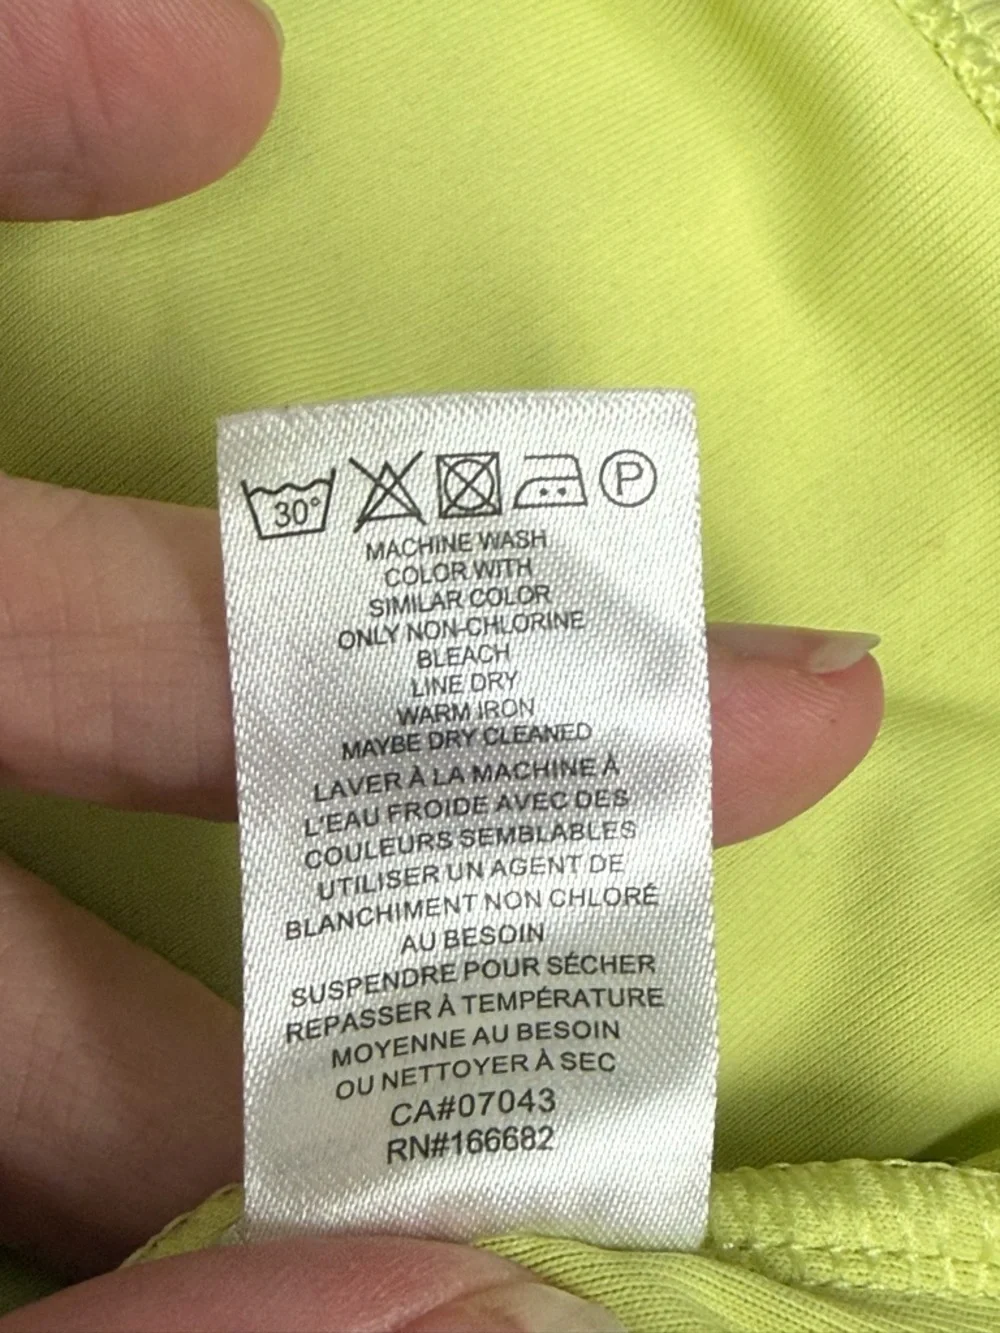 30° P
MACHINE WASH
COLOR WITH
SIMILAR COLOR
ONLY NON-CHLORINE
BLEACH
LINE DRY
WARM IRON
MAYBE DRY CLEANED
LAVER À LA MACHINE À
L'EAU FROIDE AVEC DES
COULEURS SEMBLABLES
UTILISER UN AGENT DE
BLANCHIMENT NON CHLORÉ
AU BESOIN
SUSPENDRE POUR SÉCHER
REPASSER À TEMPÉRATURE
MOYENNE AU BESOIN
OU NETTOYER À SEC
CA#07043
RN#166682